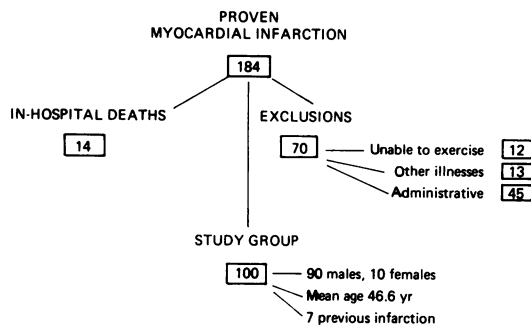 PROVEN
MYOCARDIAL INFARCTION
184
IN-HOSPITAL DEATHS
14
EXCLUSIONS
70
Unable to exercise 12
Other illnesses 13
Administrative 45
STUDY GROUP
100
90 males, 10 females
Mean age 46.6 yr
7 previous infarction